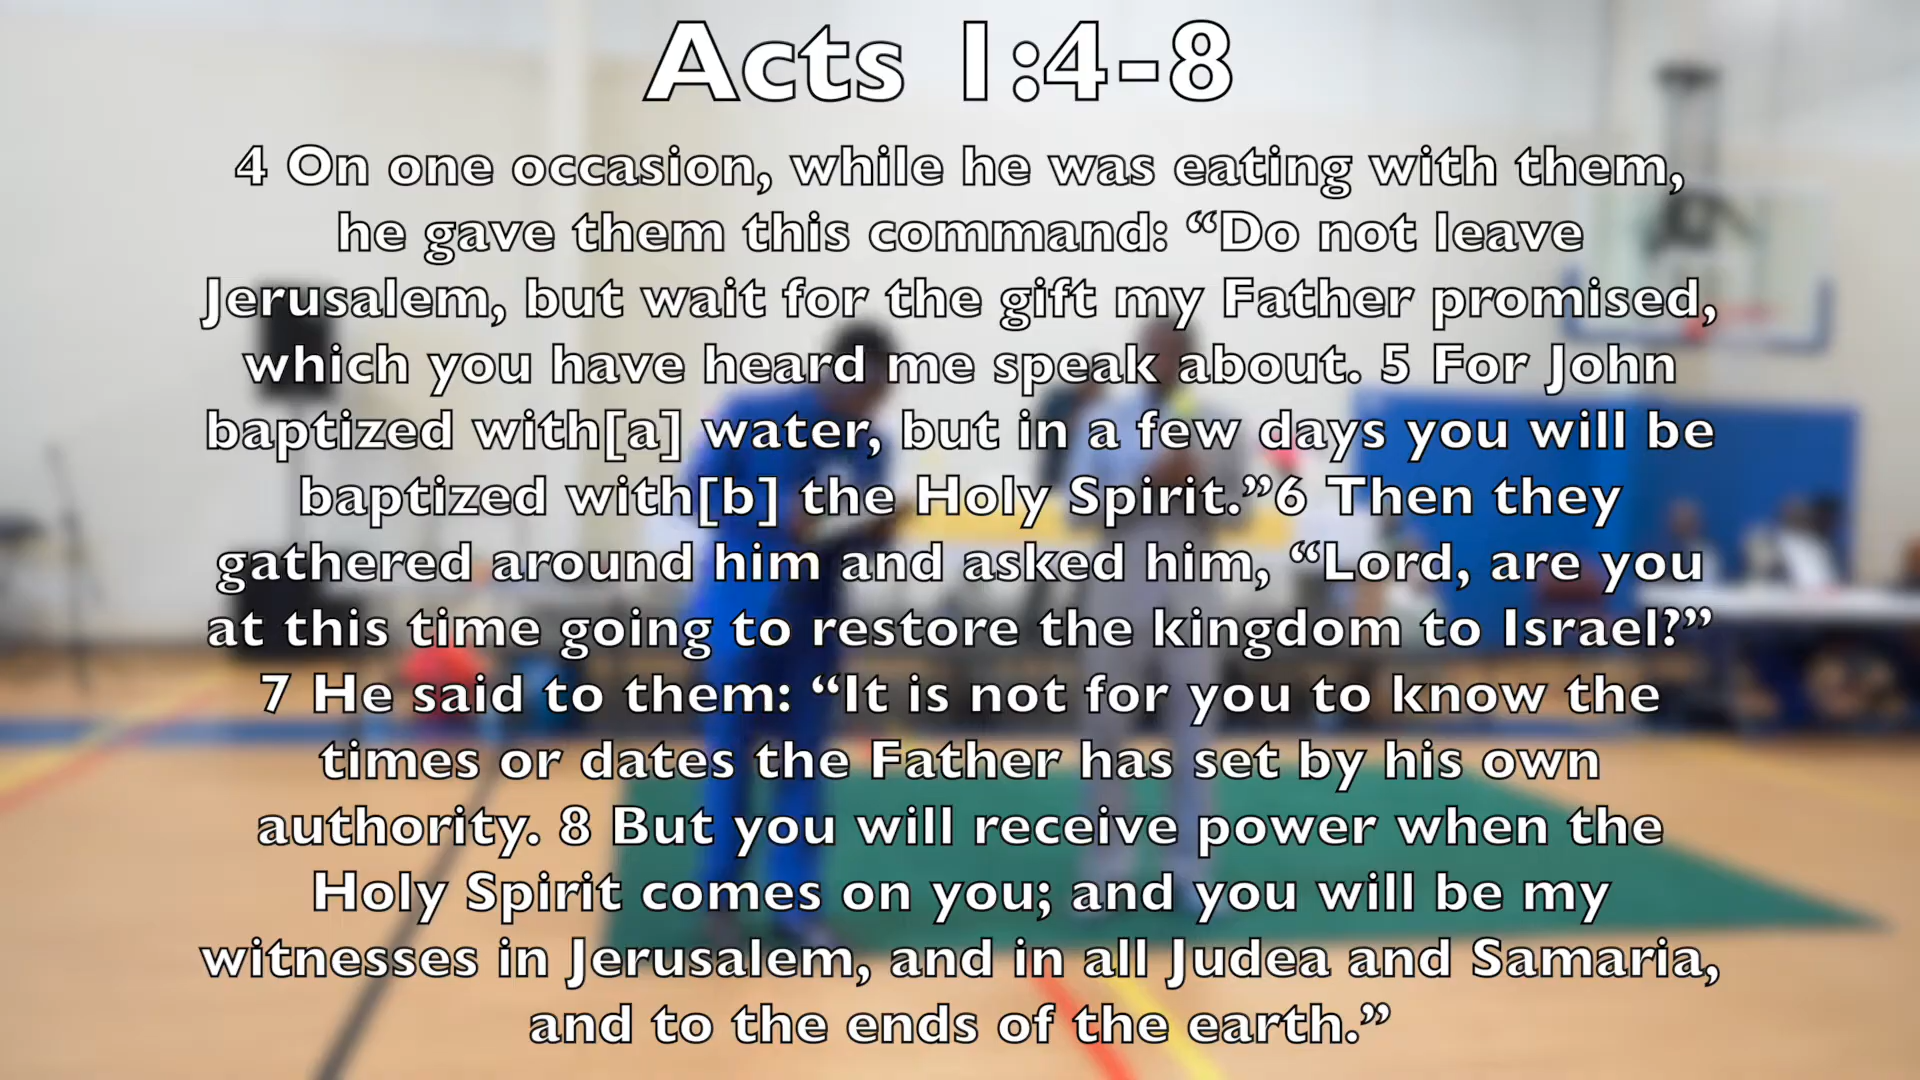 Acts 1:4-8
4 On one occasion, while he was eating with them,
he gave them this command: “Do not leave
Jerusalem, but wait for the gift my Father promised,
which you have heard me speak about. 5 For John
baptized with[a] water, but in a few days you will be
baptized with[b] the Holy Spirit.”6 Then they
gathered around him and asked him, “Lord, are you
at this time going to restore the kingdom to Israel?”
7 He said to them: “It is not for you to know the
times or dates the Father has set by his own
authority. 8 But you will receive power when the
Holy Spirit comes on you; and you will be my
witnesses in Jerusalem, and in all Judea and Samaria,
and to the ends of the earth.”